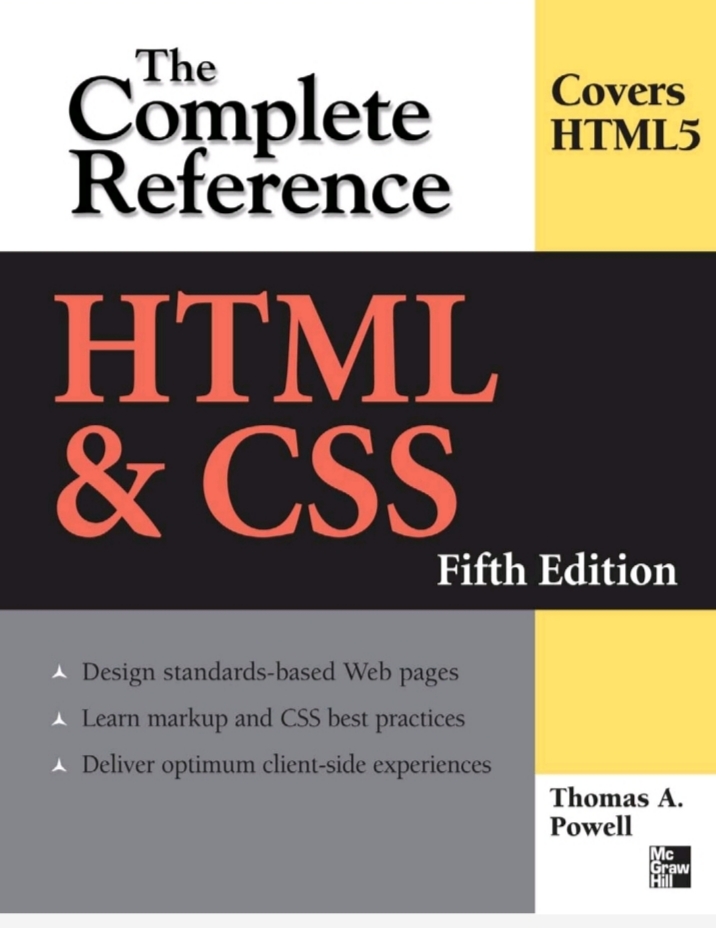 The
Complete
Reference
Covers
HTML5
HTML
& CSS
Fifth Edition
Design standards-based Web pages
Learn markup and CSS best practices
Deliver optimum client-side experiences
Thomas A.
Powell
Mc
Graw
Hill